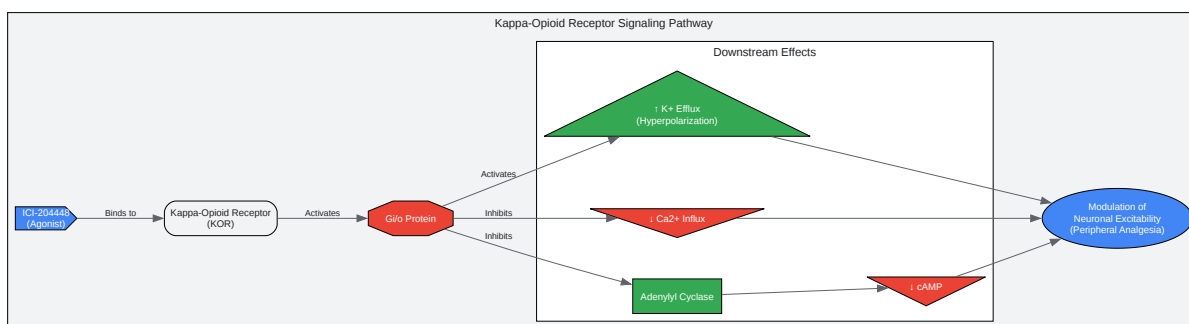 Kappa-Opioid Receptor Signaling Pathway
Downstream Effects
↑ K+ Efflux
(Hyperpolarization)
Activates
ICI-204448
(Agonist)
Binds to
Kappa-Opioid Receptor
(KOR)
Activates
Gi/o Protein
Inhibits
↓ Ca2+ Influx
Modulation of
Neuronal Excitability
(Peripheral Analgesia)
Inhibits
Adenylyl Cyclase
↓ cAMP